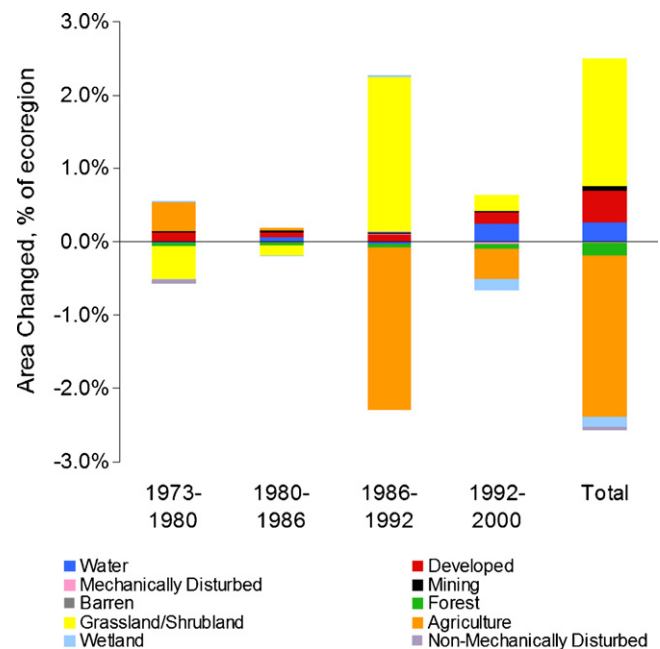 3.0%
2.0%
1.0%
0.0%
-1.0%
-2.0%
-3.0%
Area Changed, % of ecoregion
1973-
1980
1980-
1986
1986-
1992
1992-
2000
Total
Water
Mechanically Disturbed
Barren
Grassland/Shrubland
Wetland
Developed
Mining
Forest
Agriculture
Non-Mechanically Disturbed